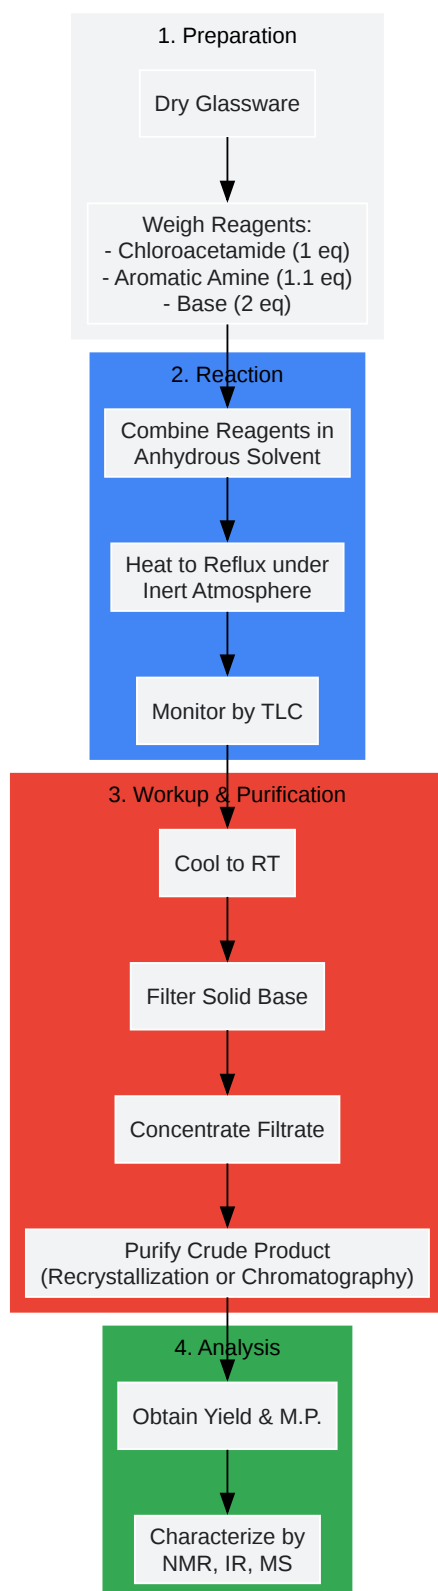 1. Preparation
Dry Glassware
Weigh Reagents:
- Chloroacetamide (1 eq)
- Aromatic Amine (1.1 eq)
- Base (2 eq)
2. Reaction
Combine Reagents in
Anhydrous Solvent
Heat to Reflux under
Inert Atmosphere
Monitor by TLC
3. Workup & Purification
Cool to RT
Filter Solid Base
Concentrate Filtrate
Purify Crude Product
(Recrystallization or Chromatography)
4. Analysis
Obtain Yield & M.P.
Characterize by
NMR, IR, MS